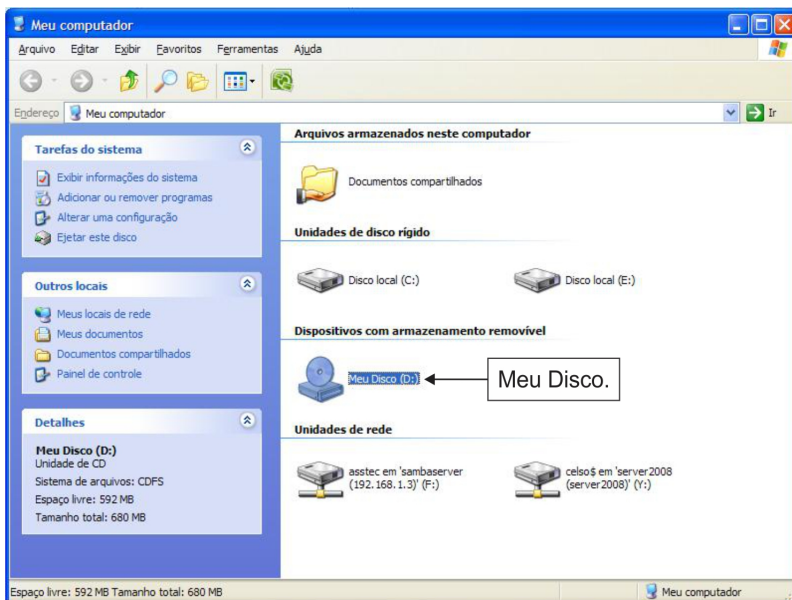 Meu computador
Arquivo Editar Exibir Favoritos Ferramentas Ajuda
Endereço Meu computador Ir
Tarefas do sistema
Exibir informações do sistema
Adicionar ou remover programas
Alterar uma configuração
Ejetar este disco
Outros locais
Meus locais de rede
Meus documentos
Documentos compartilhados
Painel de controle
Detalhes
Meu Disco (D:)
Unidade de CD
Sistema de arquivos: CDFS
Espaço livre: 592 MB
Tamanho total: 680 MB
Arquivos armazenados neste computador
Documentos compartilhados
Unidades de disco rígido
Disco local (C:)
Disco local (E:)
Dispositivos com armazenamento removível
Meu Disco (D:)
Meu Disco.
Unidades de rede
asstec em 'sambaserver
(192.168.1.3)' (F:)
celso$ em 'server2008
(server2008)' (Y:)
Espaço livre: 592 MB Tamanho total: 680 MB
Meu computador